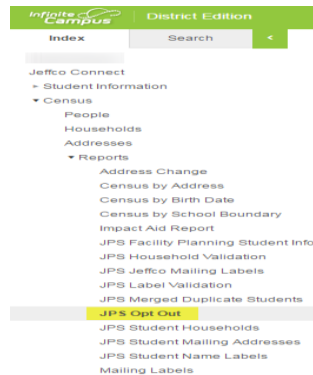 Infinite Campus District Edition
Index Search <
Jeffco Connect
Student Information
Census
People
Households
Addresses
Reports
Address Change
Census by Address
Census by Birth Date
Census by School Boundary
Impact Aid Report
JPS Facility Planning Student Info
JPS Household Validation
JPS Jeffco Mailing Labels
JPS Label Validation
JPS Merged Duplicate Students
JPS Opt Out
JPS Student Households
JPS Student Mailing Addresses
JPS Student Name Labels
Mailing Labels